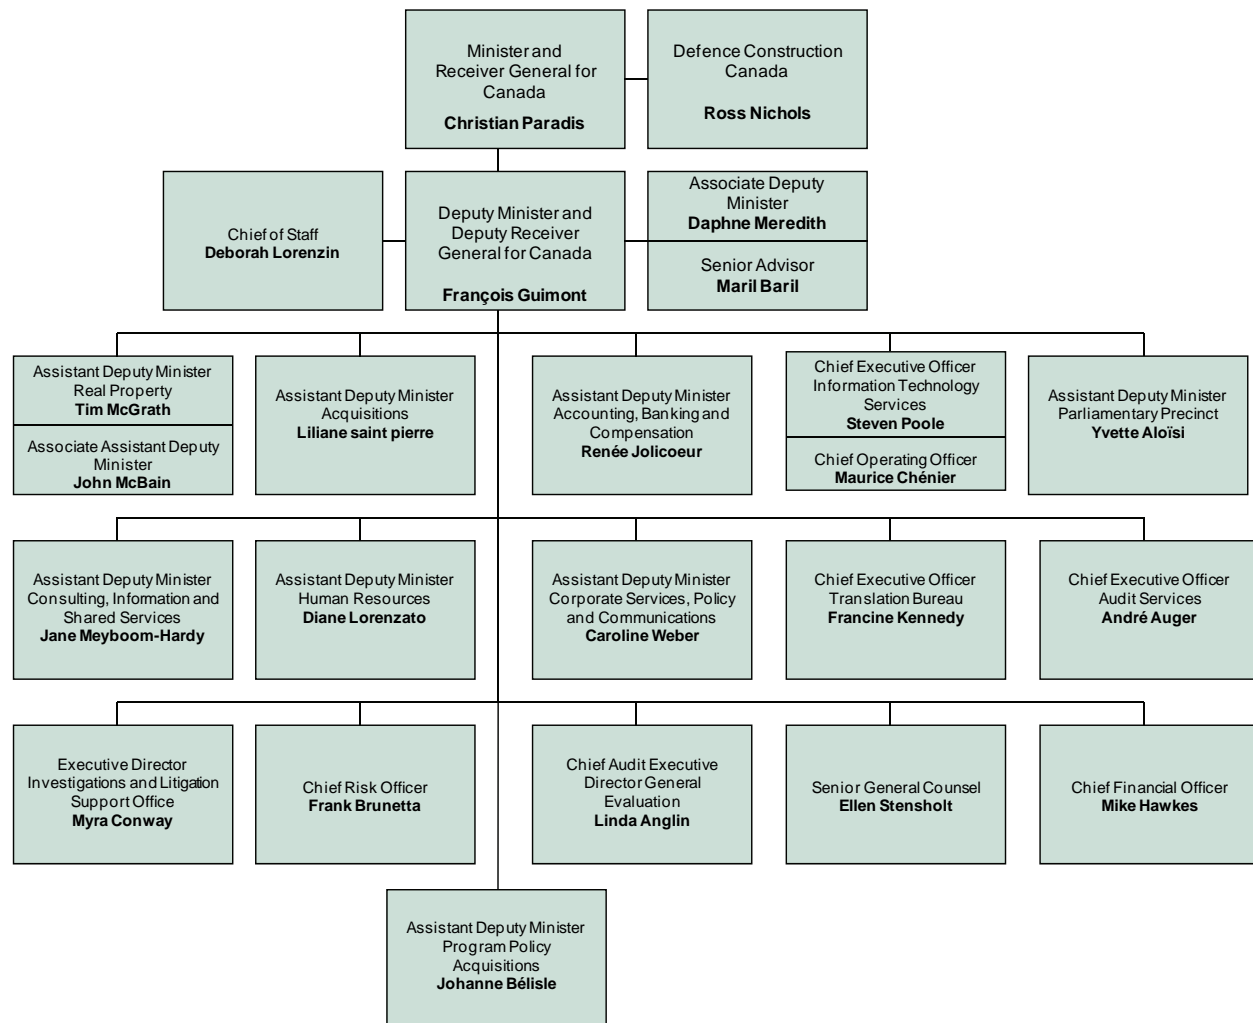 Minister and
Receiver General for
Canada
Christian Paradis
Defence Construction
Canada
Ross Nichols
Chief of Staff
Deborah Lorenzin
Deputy Minister and
Deputy Receiver
General for Canada
François Guimont
Associate Deputy
Minister
Daphne Meredith
Senior Advisor
Maril Baril
Assistant Deputy Minister
Real Property
Tim McGrath
Associate Assistant Deputy
Minister
John McBain
Assistant Deputy Minister
Acquisitions
Liliane saint pierre
Assistant Deputy Minister
Accounting, Banking and
Compensation
Renée Jolicoeur
Chief Executive Officer
Information Technology
Services
Steven Poole
Chief Operating Officer
Maurice Chénier
Assistant Deputy Minister
Parliamentary Precinct
Yvette Aloïsi
Assistant Deputy Minister
Consulting, Information and
Shared Services
Jane Meyboom-Hardy
Assistant Deputy Minister
Human Resources
Diane Lorenzato
Assistant Deputy Minister
Corporate Services, Policy
and Communications
Caroline Weber
Chief Executive Officer
Translation Bureau
Francine Kennedy
Chief Executive Officer
Audit Services
André Auger
Executive Director
Investigations and Litigation
Support Office
Myra Conway
Chief Risk Officer
Frank Brunetta
Chief Audit Executive
Director General
Evaluation
Linda Anglin
Senior General Counsel
Ellen Stensholt
Chief Financial Officer
Mike Hawkes
Assistant Deputy Minister
Program Policy
Acquisitions
Johanne Bélisle